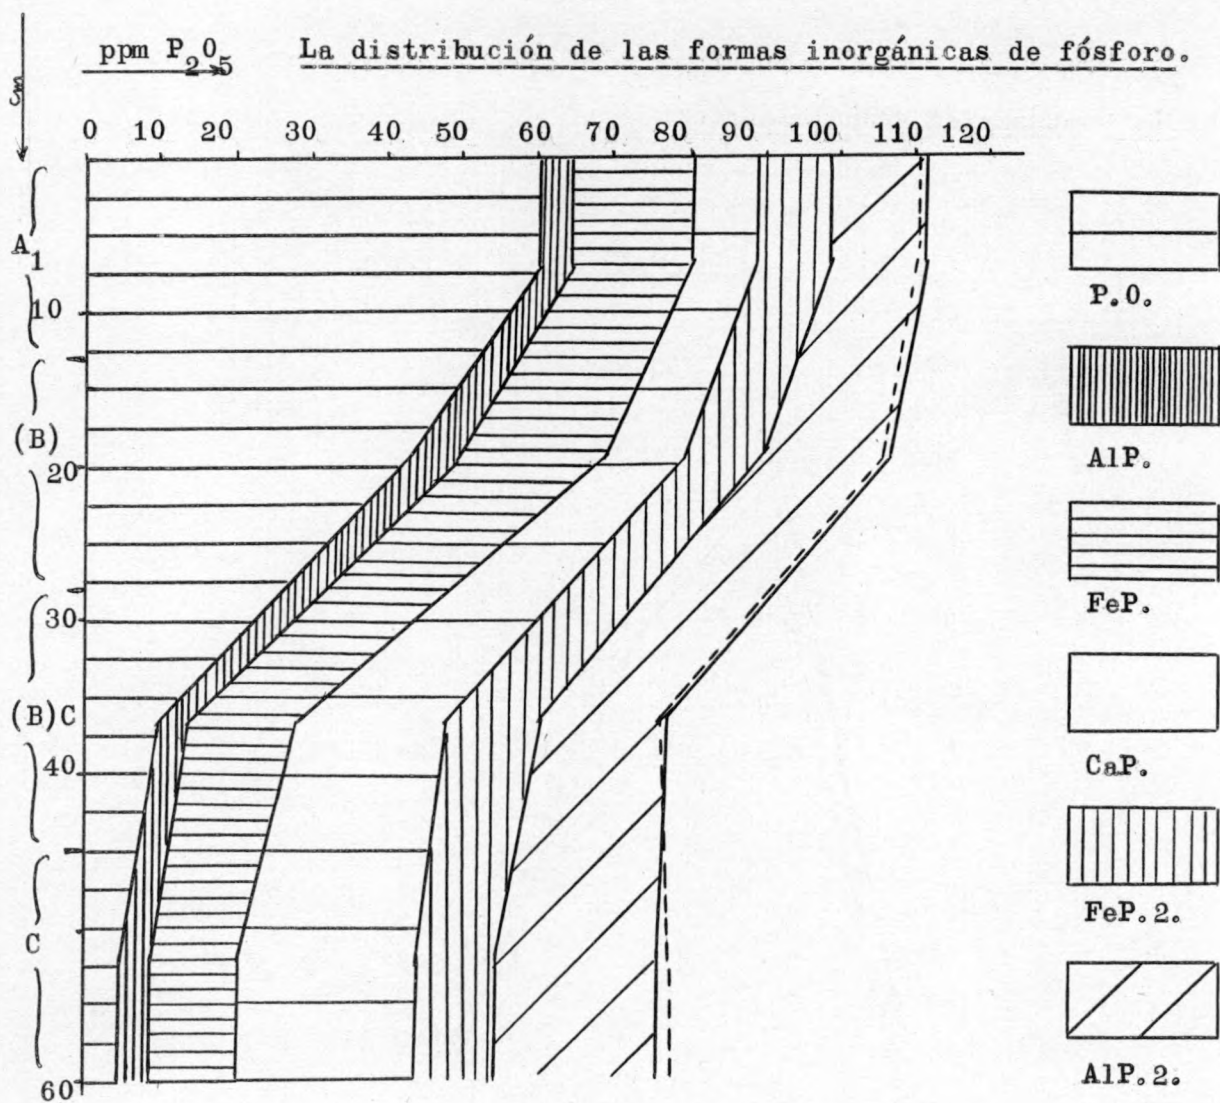 ppm P2O5 La distribución de las formas inorgánicas de fósforo.
0 10 20 30 40 50 60 70 80 90 100 110 120
A1
10
(B)
20
30
(B)C
40
C
60
P.O.
AlP.
FeP.
CaP.
FeP.2.
AlP.2.